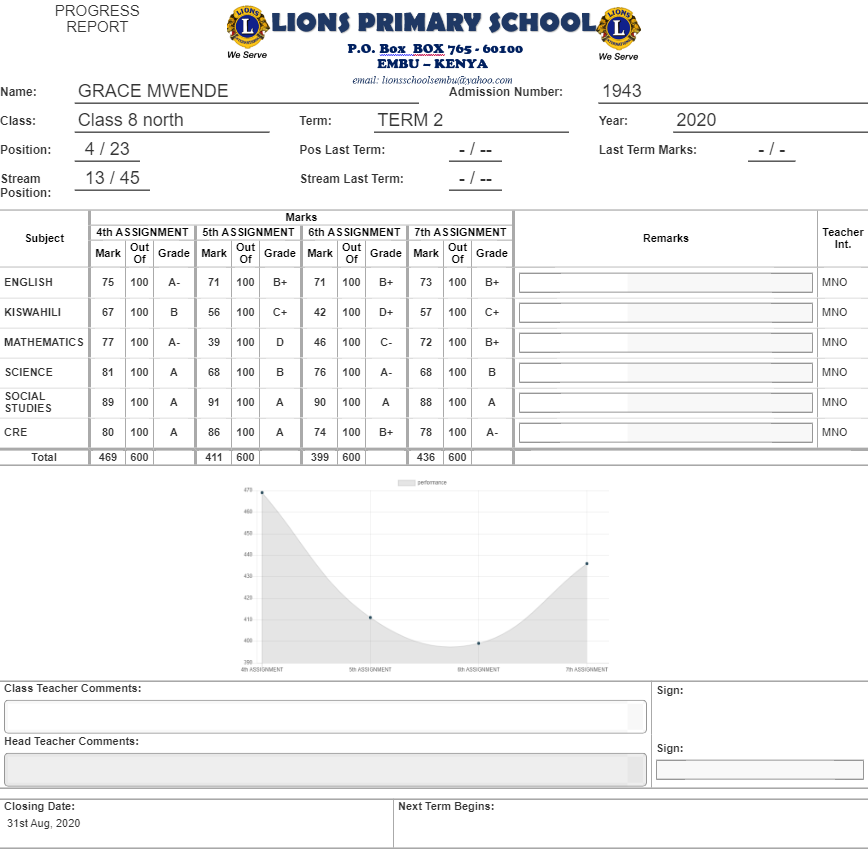 PROGRESS REPORT
LIONS L INTERNATIONAL
We Serve
LIONS PRIMARY SCHOOL
P.O. Box BOX 765 - 60100
EMBU – KENYA
email: lionsschoolsembu@yahoo.com
LIONS L INTERNATIONAL
We Serve
Name: GRACE MWENDE Admission Number: 1943
Class: Class 8 north Term: TERM 2 Year: 2020
Position: 4 / 23 Pos Last Term: - / -- Last Term Marks: - / -
Stream Position: 13 / 45 Stream Last Term: - / --
Subject Marks Remarks Teacher Int.
4th ASSIGNMENT 5th ASSIGNMENT 6th ASSIGNMENT 7th ASSIGNMENT
Mark Out Of Grade Mark Out Of Grade Mark Out Of Grade Mark Out Of Grade
ENGLISH 75 100 A- 71 100 B+ 71 100 B+ 73 100 B+ MNO
KISWAHILI 67 100 B 56 100 C+ 42 100 D+ 57 100 C+ MNO
MATHEMATICS 77 100 A- 39 100 D 46 100 C- 72 100 B+ MNO
SCIENCE 81 100 A 68 100 B 76 100 A- 68 100 B MNO
SOCIAL STUDIES 89 100 A 91 100 A 90 100 A 88 100 A MNO
CRE 80 100 A 86 100 A 74 100 B+ 78 100 A- MNO
Total 469 600 411 600 399 600 436 600
performance
470
460
450
440
430
420
410
400
390
4th ASSIGNMENT 5th ASSIGNMENT 6th ASSIGNMENT 7th ASSIGNMENT
Class Teacher Comments: Sign:
Head Teacher Comments: Sign:
Closing Date: Next Term Begins:
31st Aug, 2020